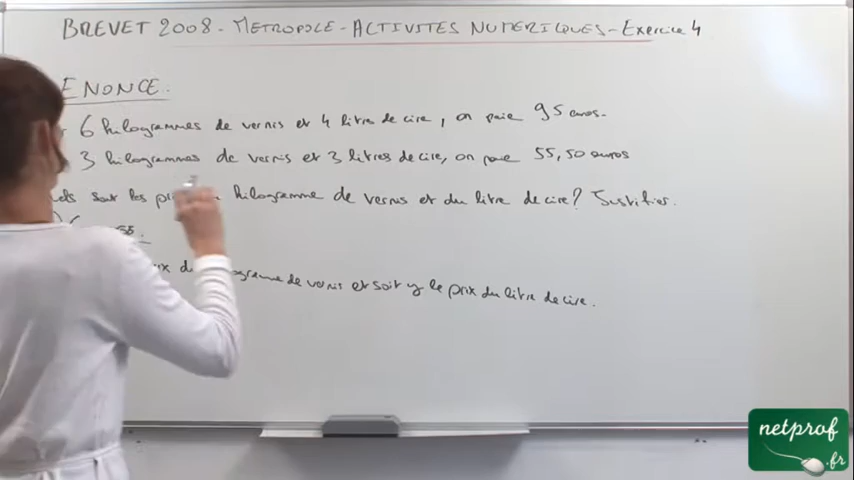 BREVET 2008 - METROPOLE - ACTIVITES NUMERIQUES - Exercice 4
ENONCE:
6 kilogrammes de vernis et 4 litres de cire, on paie 95 euros.
3 kilogrammes de vernis et 3 litres de cire, on paie 55,50 euros
sont les kilogramme de vernis et du litre de cire? Justifier.
de vernis et soit y le prix du litre de cire.
netprof
.fr